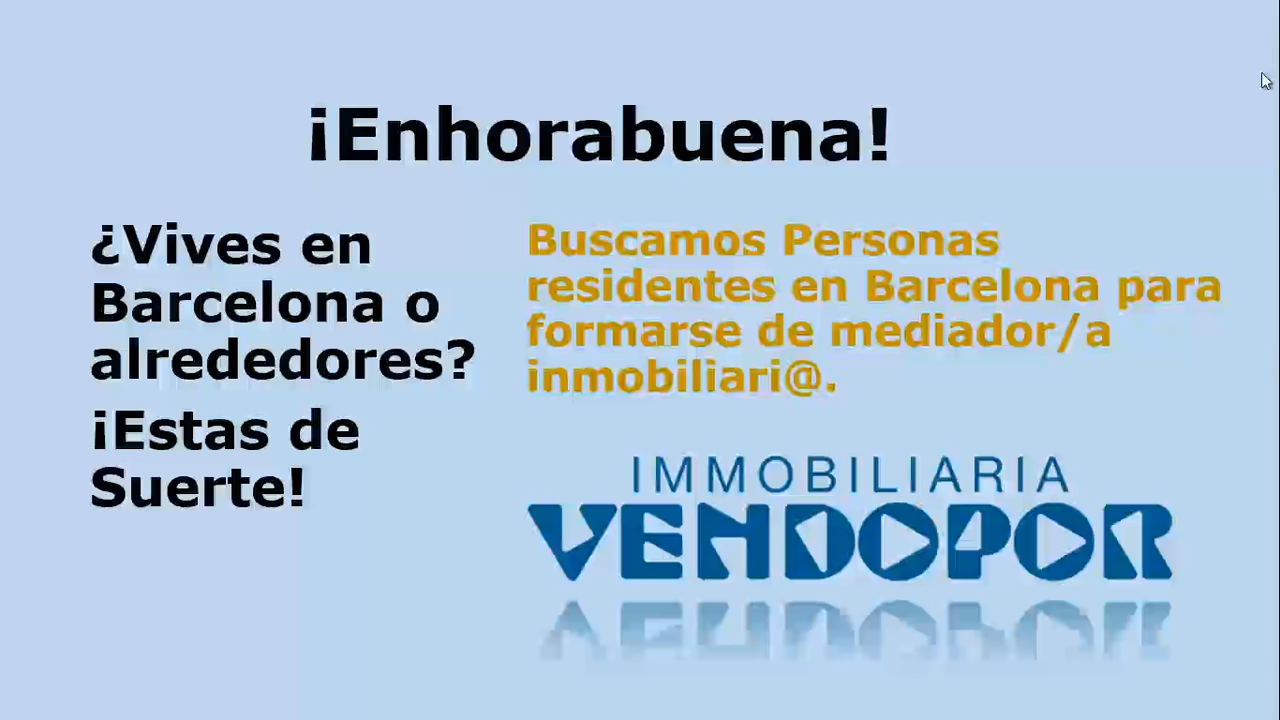 ¡Enhorabuena!
¿Vives en
Barcelona o
alrededores?
¡Estas de
Suerte!
Buscamos Personas
residentes en Barcelona para
formarse de mediador/a
inmobiliari@.
IMMOBILIARIA
VENDOPOR